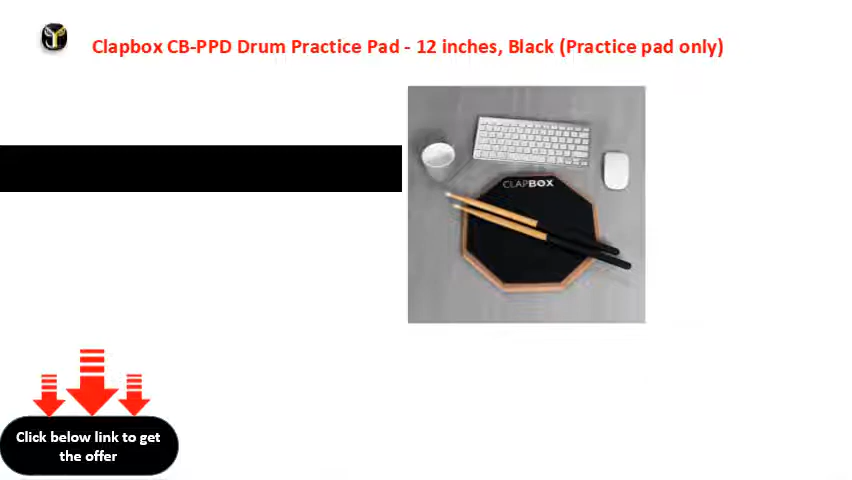 Clapbox CB-PPD Drum Practice Pad - 12 inches, Black (Practice pad only)
CLAPBOX
Click below link to get
the offer